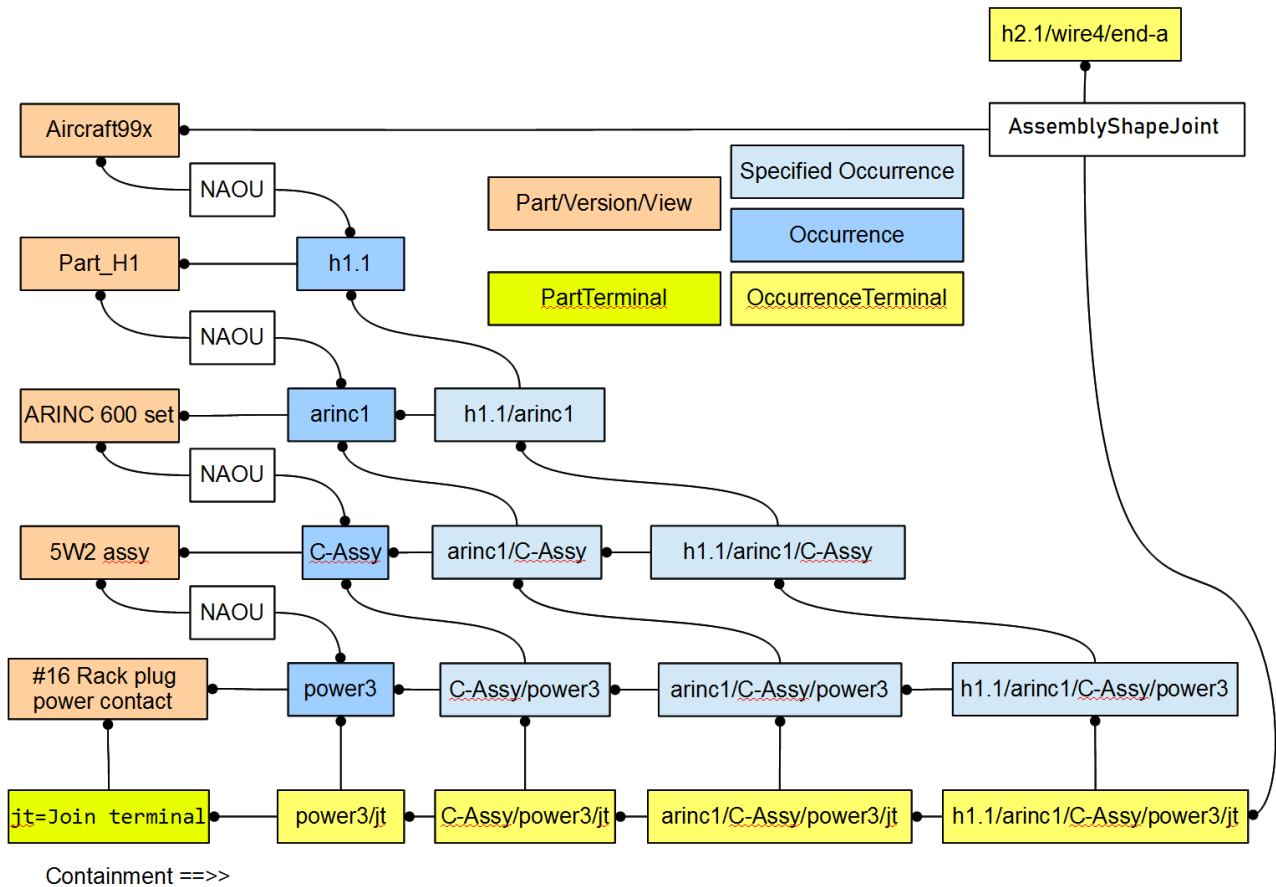 h2.1/wire4/end-a
Aircraft99x
AssemblyShapeJoint
NAOU
Part/Version/View
Specified Occurrence
Occurrence
Part_H1
h1.1
PartTerminal
OccurrenceTerminal
NAOU
ARINC 600 set
arinc1
h1.1/arinc1
NAOU
5W2 assy
C-Assy
arinc1/C-Assy
h1.1/arinc1/C-Assy
NAOU
#16 Rack plug
power contact
power3
C-Assy/power3
arinc1/C-Assy/power3
h1.1/arinc1/C-Assy/power3
jt=Join terminal
power3/jt
C-Assy/power3/jt
arinc1/C-Assy/power3/jt
h1.1/arinc1/C-Assy/power3/jt
Containment ==>>